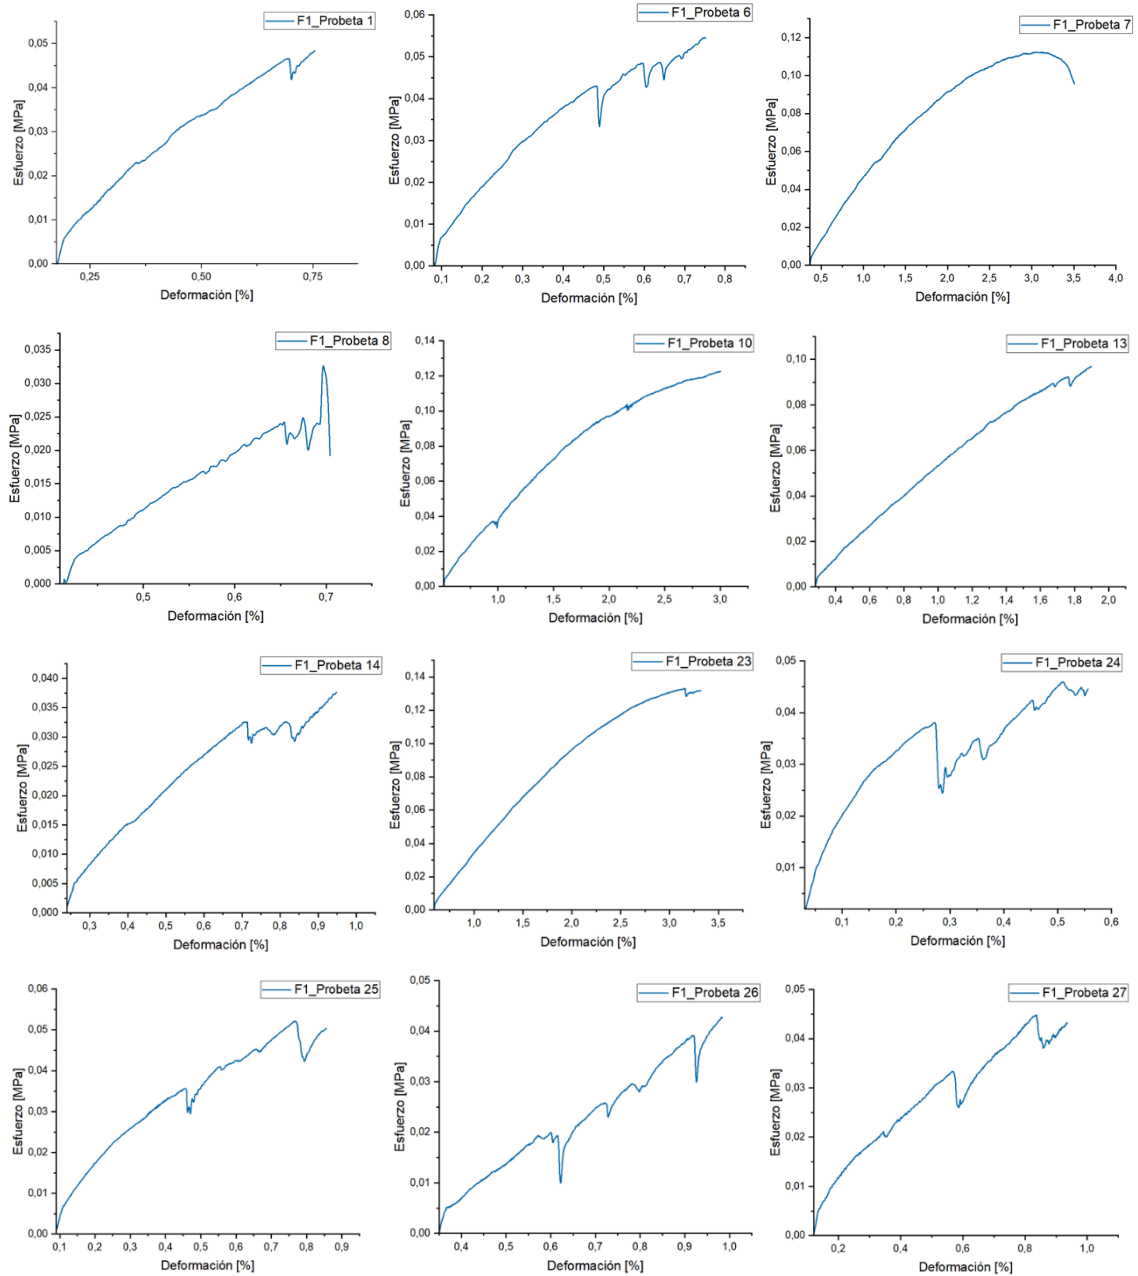 F1_Probeta 1
Esfuerzo [MPa]
0,05
0,04
0,03
0,02
0,01
0,00
0,25 0,50 0,75
Deformación [%]
F1_Probeta 6
Esfuerzo [MPa]
0,06
0,05
0,04
0,03
0,02
0,01
0,00
0,1 0,2 0,3 0,4 0,5 0,6 0,7 0,8
Deformación [%]
F1_Probeta 7
Esfuerzo [MPa]
0,12
0,10
0,08
0,06
0,04
0,02
0,00
0,5 1,0 1,5 2,0 2,5 3,0 3,5 4,0
Deformación [%]
F1_Probeta 8
Esfuerzo [MPa]
0,035
0,030
0,025
0,020
0,015
0,010
0,005
0,000
0,5 0,6 0,7
Deformación [%]
F1_Probeta 10
Esfuerzo [MPa]
0,14
0,12
0,10
0,08
0,06
0,04
0,02
0,00
1,0 1,5 2,0 2,5 3,0
Deformación [%]
F1_Probeta 13
Esfuerzo [MPa]
0,10
0,08
0,06
0,04
0,02
0,00
0,4 0,6 0,8 1,0 1,2 1,4 1,6 1,8 2,0
Deformación [%]
F1_Probeta 14
Esfuerzo [MPa]
0,040
0,035
0,030
0,025
0,020
0,015
0,010
0,005
0,000
0,3 0,4 0,5 0,6 0,7 0,8 0,9 1,0
Deformación [%]
F1_Probeta 23
Esfuerzo [MPa]
0,14
0,12
0,10
0,08
0,06
0,04
0,02
0,00
1,0 1,5 2,0 2,5 3,0 3,5
Deformación [%]
F1_Probeta 24
Esfuerzo [MPa]
0,05
0,04
0,03
0,02
0,01
0,1 0,2 0,3 0,4 0,5 0,6
Deformación [%]
F1_Probeta 25
Esfuerzo [MPa]
0,06
0,05
0,04
0,03
0,02
0,01
0,00
0,1 0,2 0,3 0,4 0,5 0,6 0,7 0,8 0,9
Deformación [%]
F1_Probeta 26
Esfuerzo [MPa]
0,05
0,04
0,03
0,02
0,01
0,00
0,4 0,5 0,6 0,7 0,8 0,9 1,0
Deformación [%]
F1_Probeta 27
Esfuerzo [MPa]
0,05
0,04
0,03
0,02
0,01
0,00
0,2 0,4 0,6 0,8 1,0
Deformación [%]